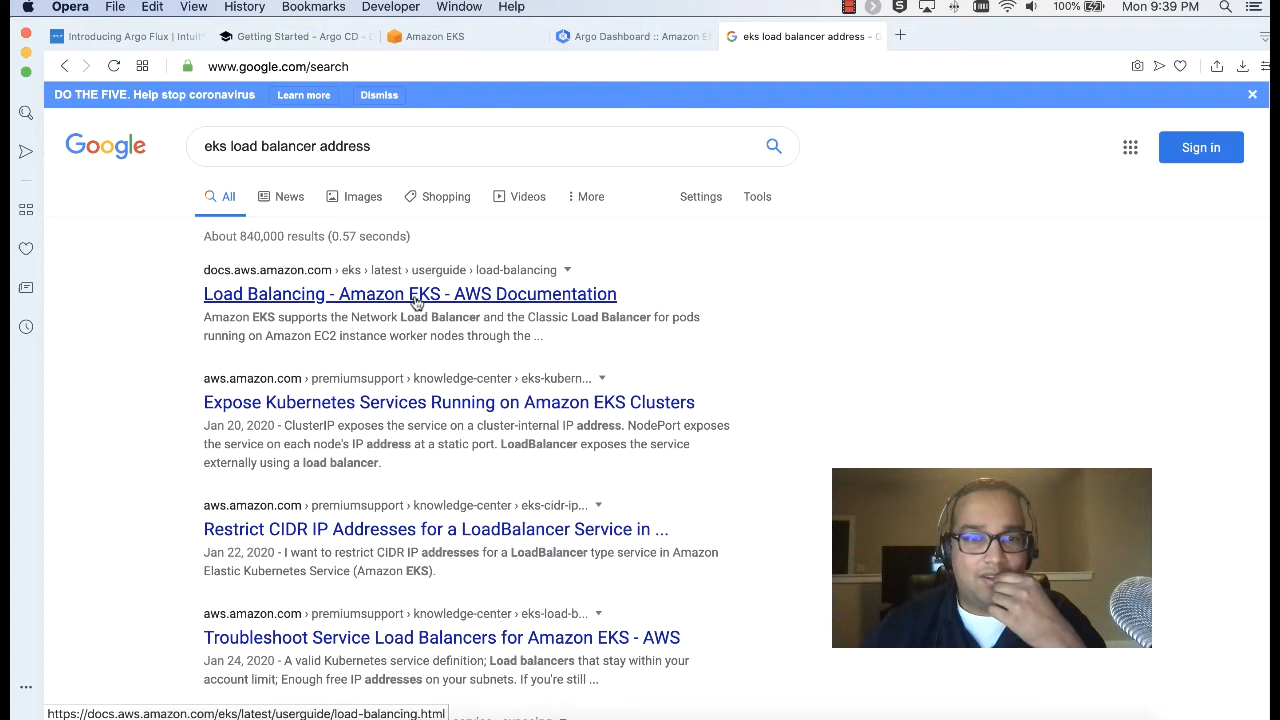 Opera File Edit View History Bookmarks Developer Window Help 100% Mon 9:39 PM
Introducing Argo Flux | Intuit Getting Started - Argo CD - D Amazon EKS Argo Dashboard :: Amazon E eks load balancer address - G
www.google.com/search
DO THE FIVE. Help stop coronavirus Learn more Dismiss
Google eks load balancer address Sign in
All News Images Shopping Videos More Settings Tools
About 840,000 results (0.57 seconds)
docs.aws.amazon.com › eks › latest › userguide › load-balancing
Load Balancing - Amazon EKS - AWS Documentation
Amazon EKS supports the Network Load Balancer and the Classic Load Balancer for pods
running on Amazon EC2 instance worker nodes through the ...
aws.amazon.com › premiumsupport › knowledge-center › eks-kubern...
Expose Kubernetes Services Running on Amazon EKS Clusters
Jan 20, 2020 - ClusterIP exposes the service on a cluster-internal IP address. NodePort exposes
the service on each node's IP address at a static port. LoadBalancer exposes the service
externally using a load balancer.
aws.amazon.com › premiumsupport › knowledge-center › eks-cidr-ip...
Restrict CIDR IP Addresses for a LoadBalancer Service in ...
Jan 22, 2020 - I want to restrict CIDR IP addresses for a LoadBalancer type service in Amazon
Elastic Kubernetes Service (Amazon EKS).
aws.amazon.com › premiumsupport › knowledge-center › eks-load-b...
Troubleshoot Service Load Balancers for Amazon EKS - AWS
Jan 24, 2020 - A valid Kubernetes service definition; Load balancers that stay within your
account limit; Enough free IP addresses on your subnets. If you're still ...
https://docs.aws.amazon.com/eks/latest/userguide/load-balancing.html